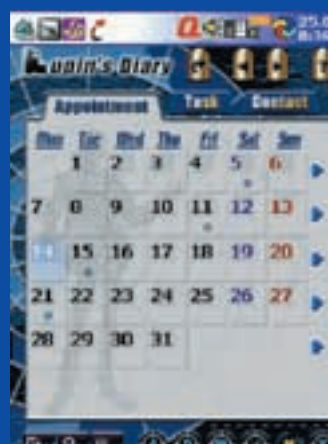 Lupin's Diary
Appointment Task Contact
Mon Tue Wed Thu Fri Sat Sun
1 2 3 4 5 6
7 8 9 10 11 12 13
14 15 16 17 18 19 20
21 22 23 24 25 26 27
28 29 30 31